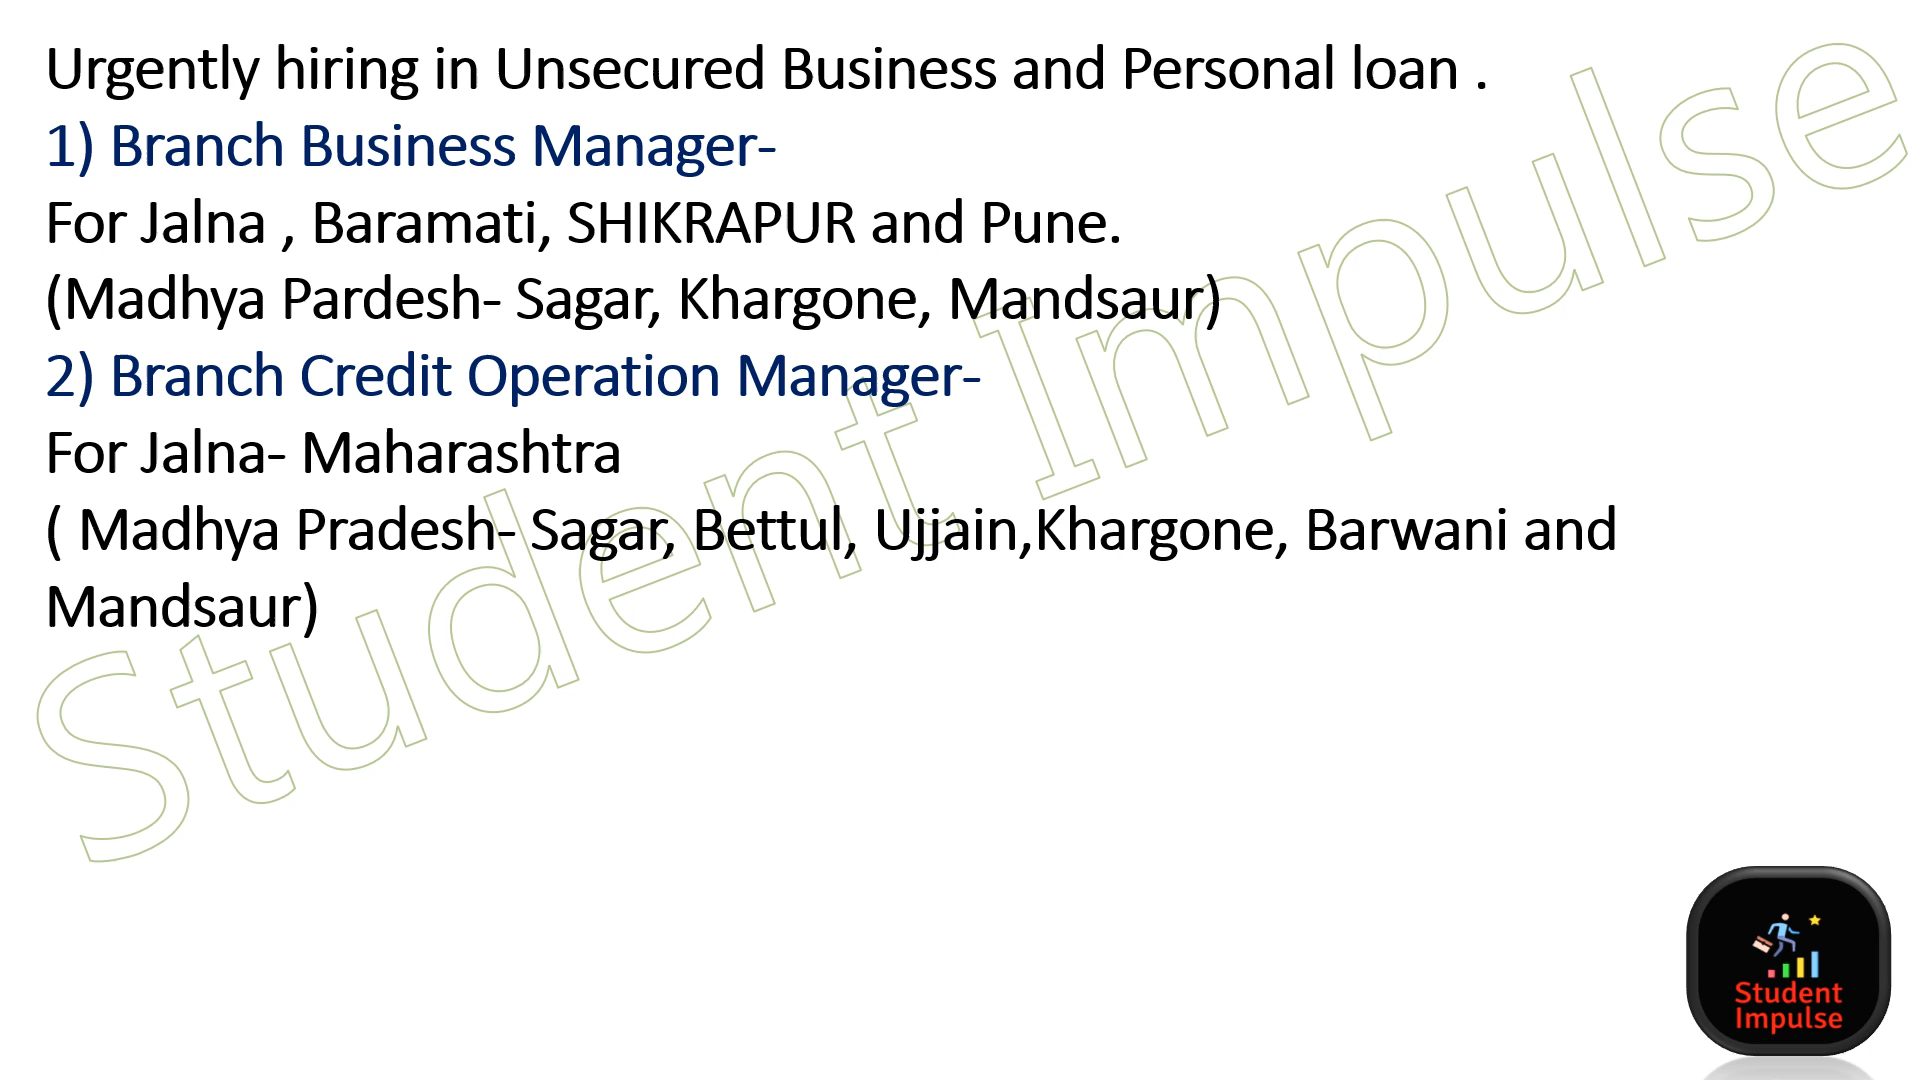 Urgently hiring in Unsecured Business and Personal loan .
1) Branch Business Manager-
For Jalna , Baramati, SHIKRAPUR and Pune.
(Madhya Pardesh- Sagar, Khargone, Mandsaur)
2) Branch Credit Operation Manager-
For Jalna- Maharashtra
( Madhya Pradesh- Sagar, Bettul, Ujjain,Khargone, Barwani and
Mandsaur)
Student Impulse
Student
Impulse